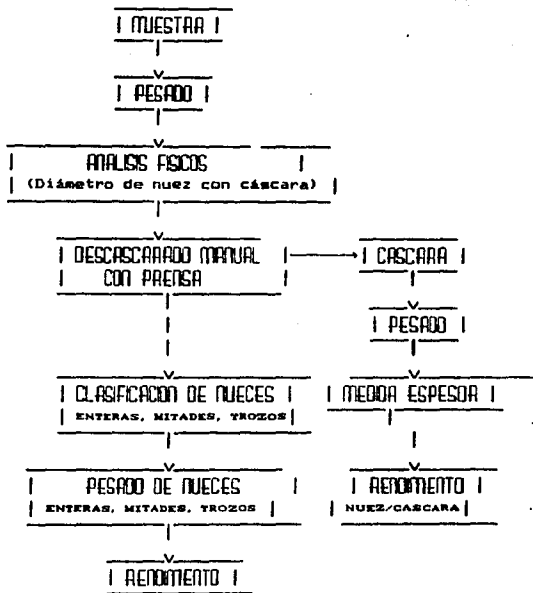 MUESTRA
PESADO
ANALISIS FISICOS
(Diámetro de nuez con cáscara)
DESCASCARADO MANUAL
CON PRENSA
CASCARA
PESADO
CLASIFICACION DE NUECES
ENTERAS, MITADES, TROZOS
MEDIDA ESPESOR
PESADO DE NUECES
ENTERAS, MITADES, TROZOS
RENDIMIENTO
NUEZ/CASCARA
RENDIMIENTO